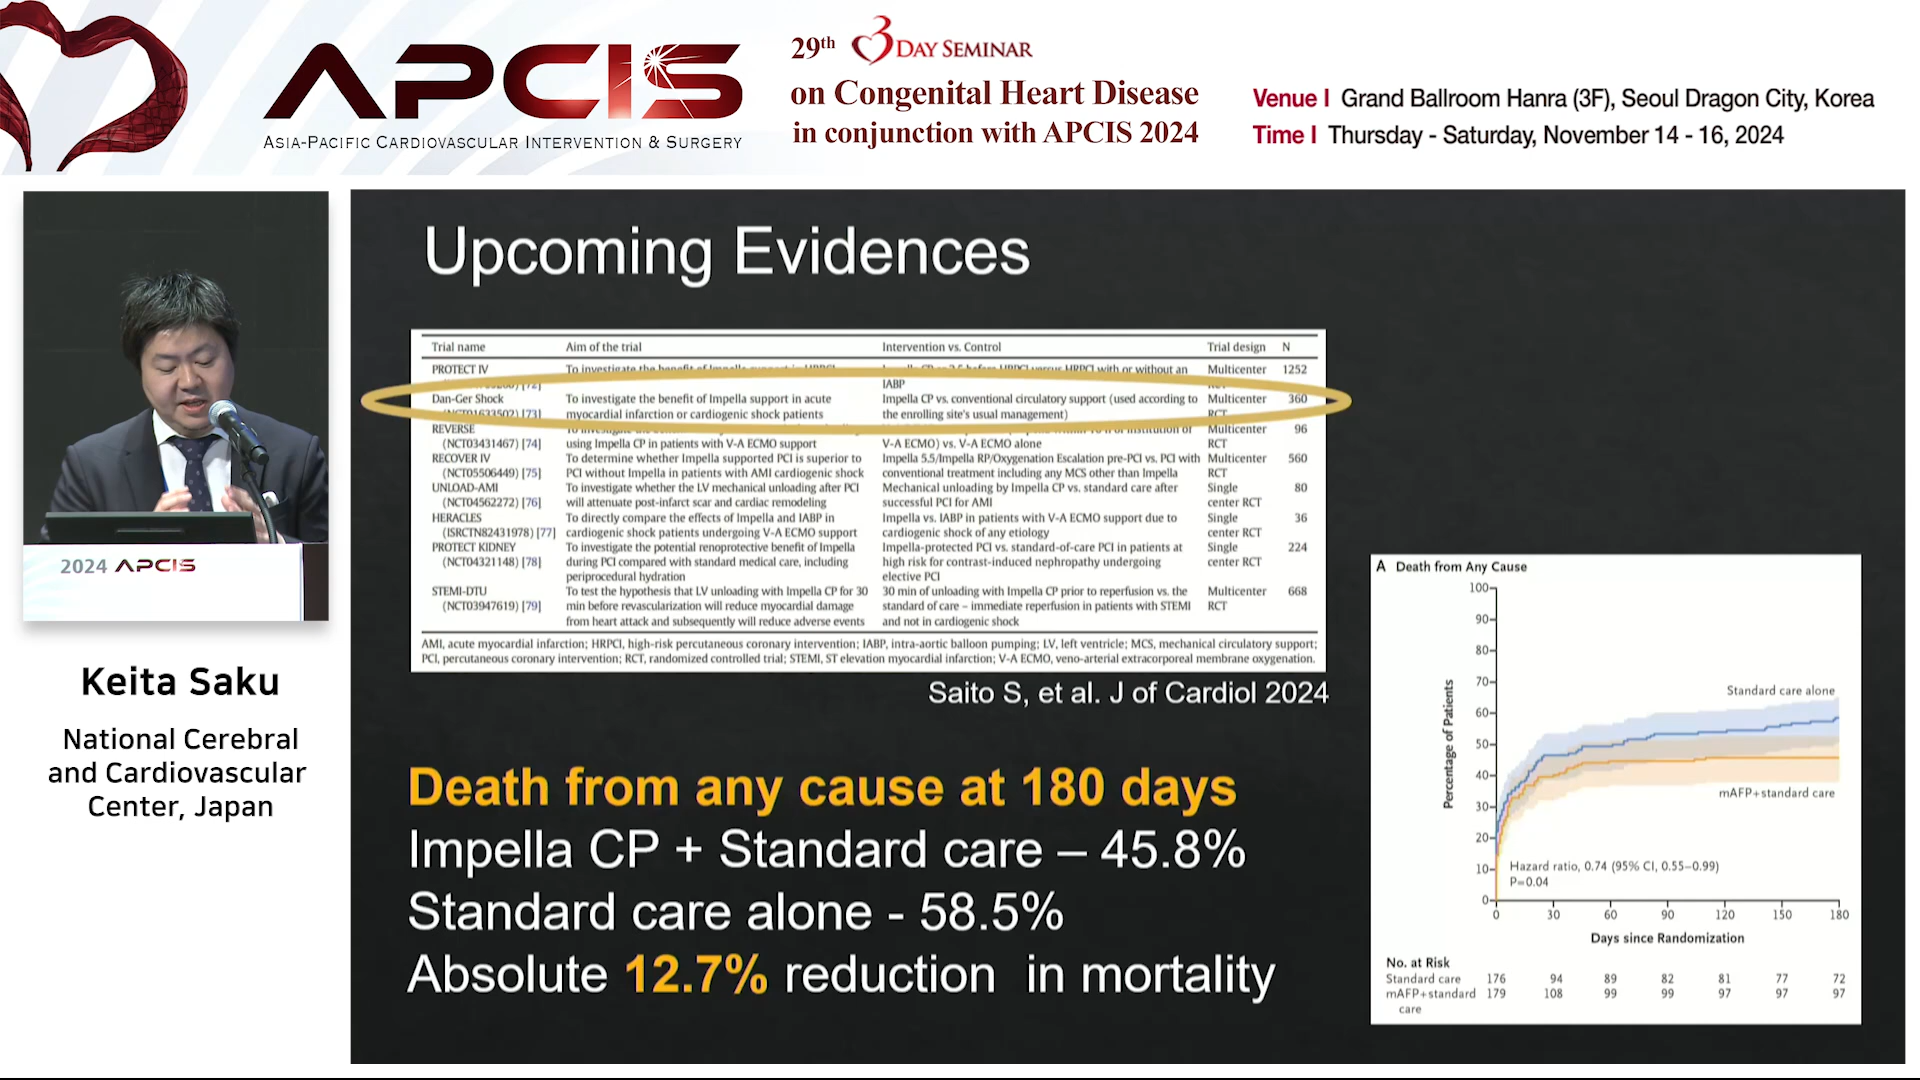 APCIS
ASIA-PACIFIC CARDIOVASCULAR INTERVENTION & SURGERY
29th 3 DAY SEMINAR
on Congenital Heart Disease
in conjunction with APCIS 2024
Venue I Grand Ballroom Hanra (3F), Seoul Dragon City, Korea
Time I Thursday - Saturday, November 14 - 16, 2024
2024 APCIS
Keita Saku
National Cerebral
and Cardiovascular
Center, Japan
Upcoming Evidences
Trial name Aim of the trial Intervention vs. Control Trial design N
PROTECT IV To investigate the benefit of Impella support in HRPCI HRPCI with or without an Multicenter 1252
[72] IABP
Dan-Ger Shock To investigate the benefit of Impella support in acute Impella CP vs. conventional circulatory support (used according to Multicenter 360
(NCT01633502) [73] myocardial infarction or cardiogenic shock patients the enrolling site's usual management) RCT
REVERSE To investigate of institution of Multicenter 96
(NCT03431467) [74] using Impella CP in patients with V-A ECMO support V-A ECMO) vs. V-A ECMO alone RCT
RECOVER IV To determine whether Impella supported PCI is superior to Impella 5.5/Impella RP/Oxygenation Escalation pre-PCI vs. PCI with Multicenter 560
(NCT05506449) [75] PCI without Impella in patients with AMI cardiogenic shock conventional treatment including any MCS other than Impella RCT
UNLOAD-AMI To investigate whether the LV mechanical unloading after PCI Mechanical unloading by Impella CP vs. standard care after Single 80
(NCT04562272) [76] will attenuate post-infarct scar and cardiac remodeling successful PCI for AMI center RCT
HERACLES To directly compare the effects of Impella and IABP in Impella vs. IABP in patients with V-A ECMO support due to Single 36
(ISRCTN82431978) [77] cardiogenic shock patients undergoing V-A ECMO support cardiogenic shock of any etiology center RCT
PROTECT KIDNEY To investigate the potential renoprotective benefit of Impella Impella-protected PCI vs. standard-of-care PCI in patients at Single 224
(NCT04321148) [78] during PCI compared with standard medical care, including high risk for contrast-induced nephropathy undergoing center RCT
periprocedural hydration elective PCI
STEMI-DTU To test the hypothesis that LV unloading with Impella CP for 30 30 min of unloading with Impella CP prior to reperfusion vs. the Multicenter 668
(NCT03947619) [79] min before revascularization will reduce myocardial damage standard of care – immediate reperfusion in patients with STEMI RCT
from heart attack and subsequently will reduce adverse events and not in cardiogenic shock
AMI, acute myocardial infarction; HRPCI, high-risk percutaneous coronary intervention; IABP, intra-aortic balloon pumping; LV, left ventricle; MCS, mechanical circulatory support;
PCI, percutaneous coronary intervention; RCT, randomized controlled trial; STEMI, ST elevation myocardial infarction; V-A ECMO, veno-arterial extracorporeal membrane oxygenation.
Saito S, et al. J of Cardiol 2024
Death from any cause at 180 days
Impella CP + Standard care – 45.8%
Standard care alone - 58.5%
Absolute 12.7% reduction in mortality
A Death from Any Cause
Percentage of Patients
100
90
80
70
60
50
40
30
20
10
0
Standard care alone
mAFP+standard care
Hazard ratio, 0.74 (95% CI, 0.55–0.99)
P=0.04
0 30 60 90 120 150 180
Days since Randomization
No. at Risk
Standard care 176 94 89 82 81 77 72
mAFP+standard 179 108 99 99 97 97 97
care